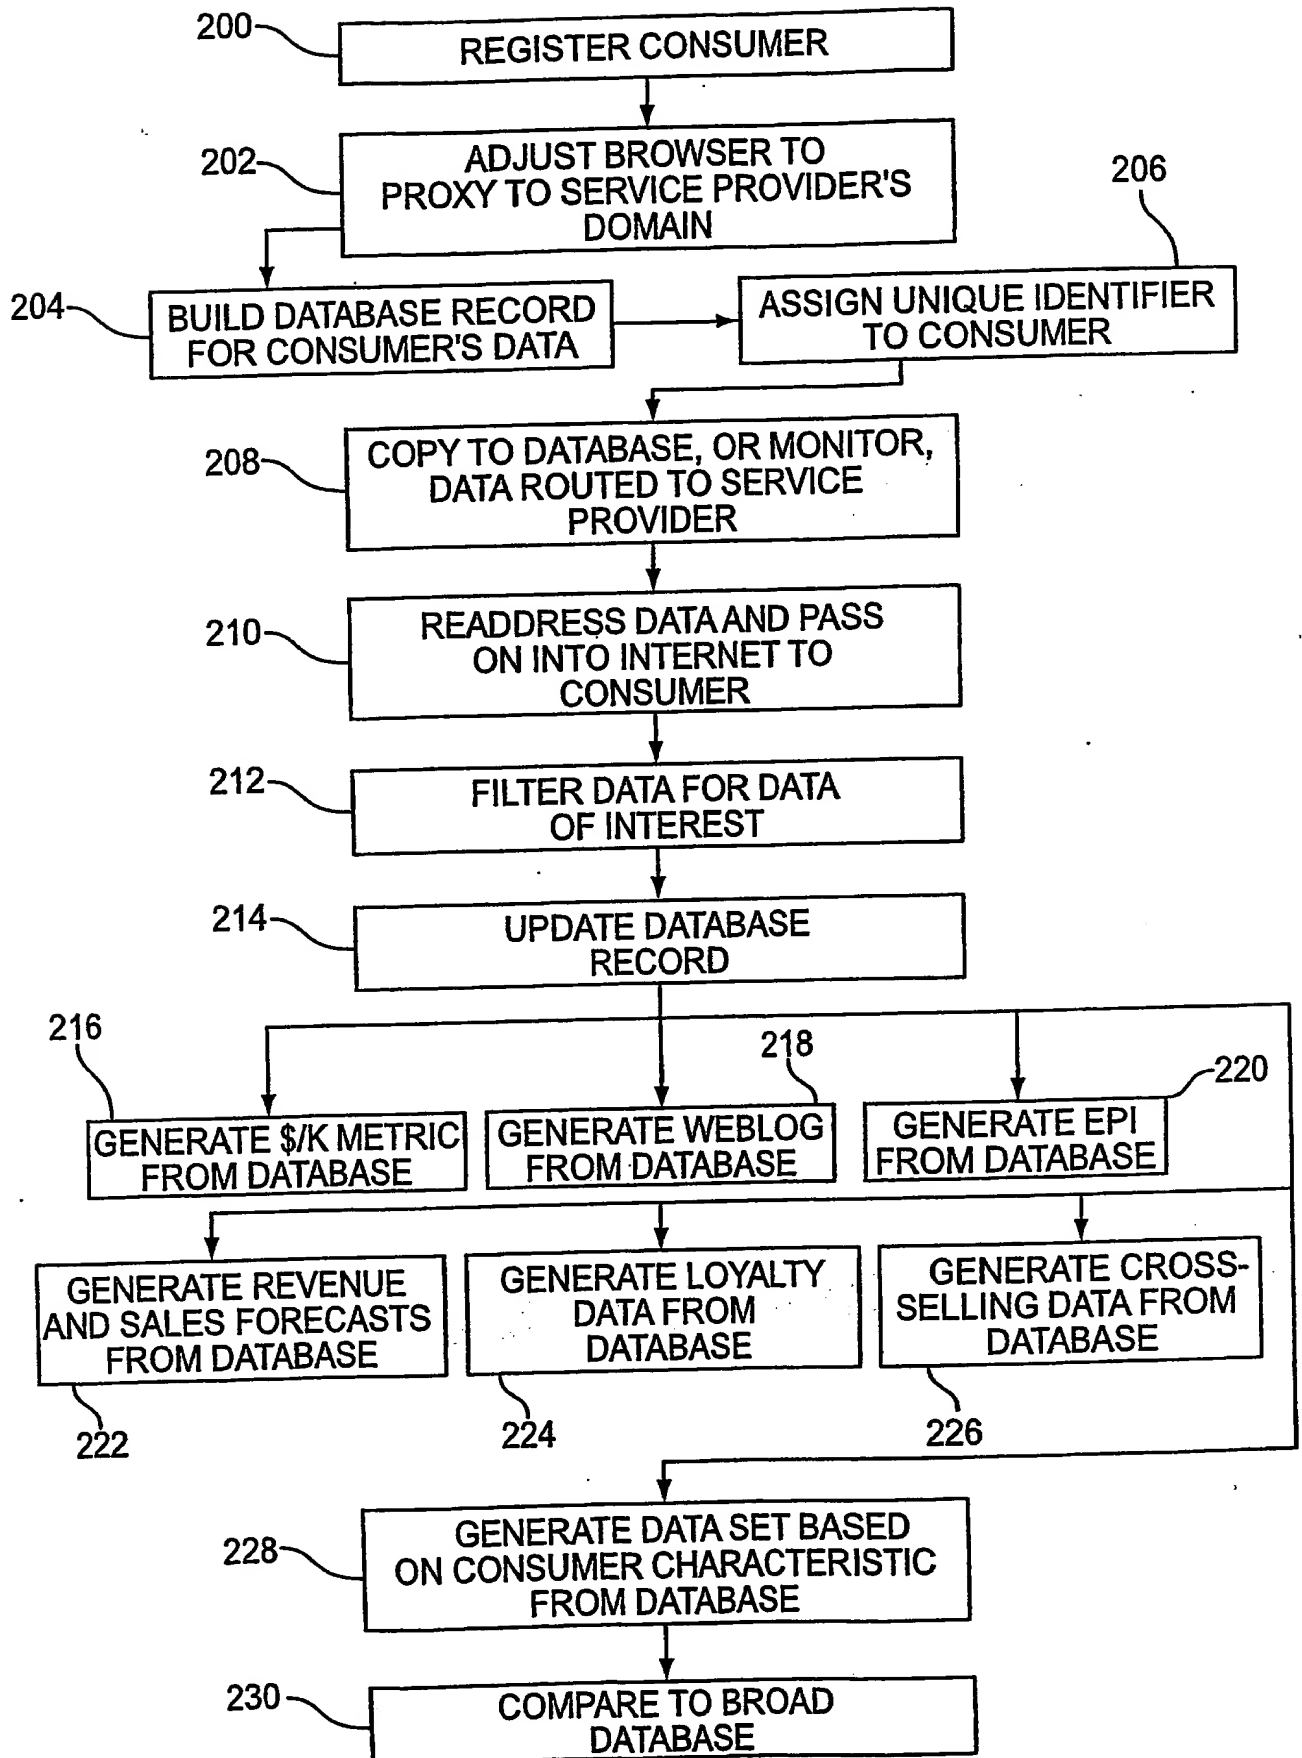 200
REGISTER CONSUMER
202
ADJUST BROWSER TO
PROXY TO SERVICE PROVIDER'S
DOMAIN
206
204
BUILD DATABASE RECORD
FOR CONSUMER'S DATA
ASSIGN UNIQUE IDENTIFIER
TO CONSUMER
208
COPY TO DATABASE, OR MONITOR,
DATA ROUTED TO SERVICE
PROVIDER
210
READDRESS DATA AND PASS
ON INTO INTERNET TO
CONSUMER
212
FILTER DATA FOR DATA
OF INTEREST
214
UPDATE DATABASE
RECORD
216
218
220
GENERATE $/K METRIC
FROM DATABASE
GENERATE WEBLOG
FROM DATABASE
GENERATE EPI
FROM DATABASE
GENERATE REVENUE
AND SALES FORECASTS
FROM DATABASE
GENERATE LOYALTY
DATA FROM
DATABASE
GENERATE CROSS-
SELLING DATA FROM
DATABASE
222
224
226
228
GENERATE DATA SET BASED
ON CONSUMER CHARACTERISTIC
FROM DATABASE
230
COMPARE TO BROAD
DATABASE